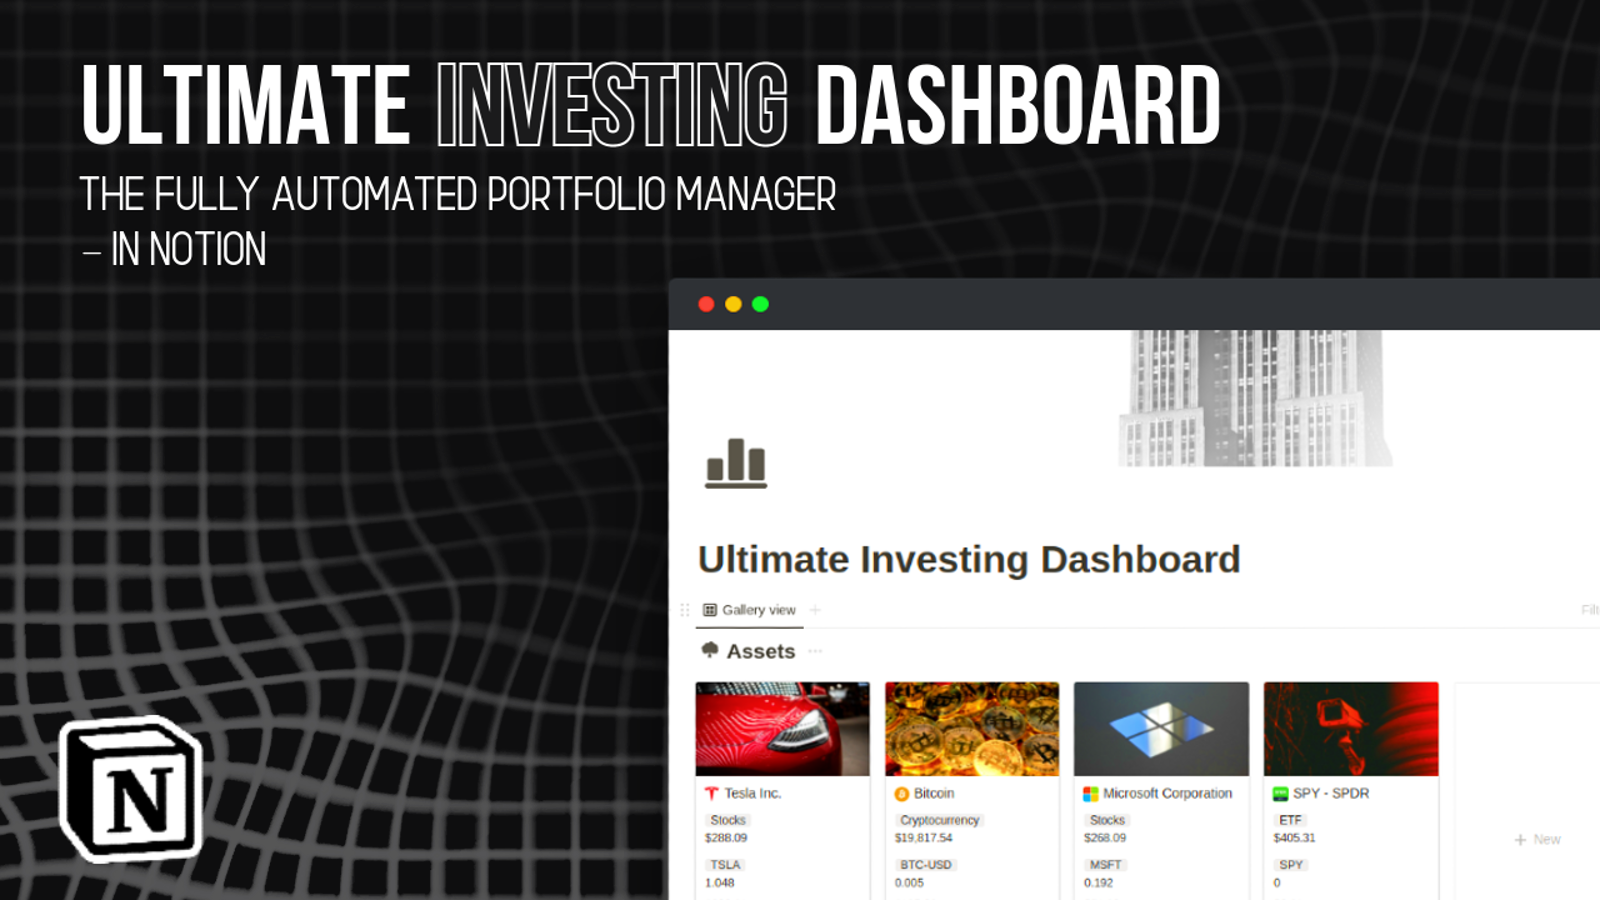 ULTIMATE INVESTING DASHBOARD
THE FULLY AUTOMATED PORTFOLIO MANAGER
– IN NOTION
N
Ultimate Investing Dashboard
Gallery view +
Assets ...
Tesla Inc.
Stocks
$288.09
TSLA
1.048
Bitcoin
Cryptocurrency
$19,817.54
BTC-USD
0.005
Microsoft Corporation
Stocks
$268.09
MSFT
0.192
SPY - SPDR
ETF
$405.31
SPY
0
+ New